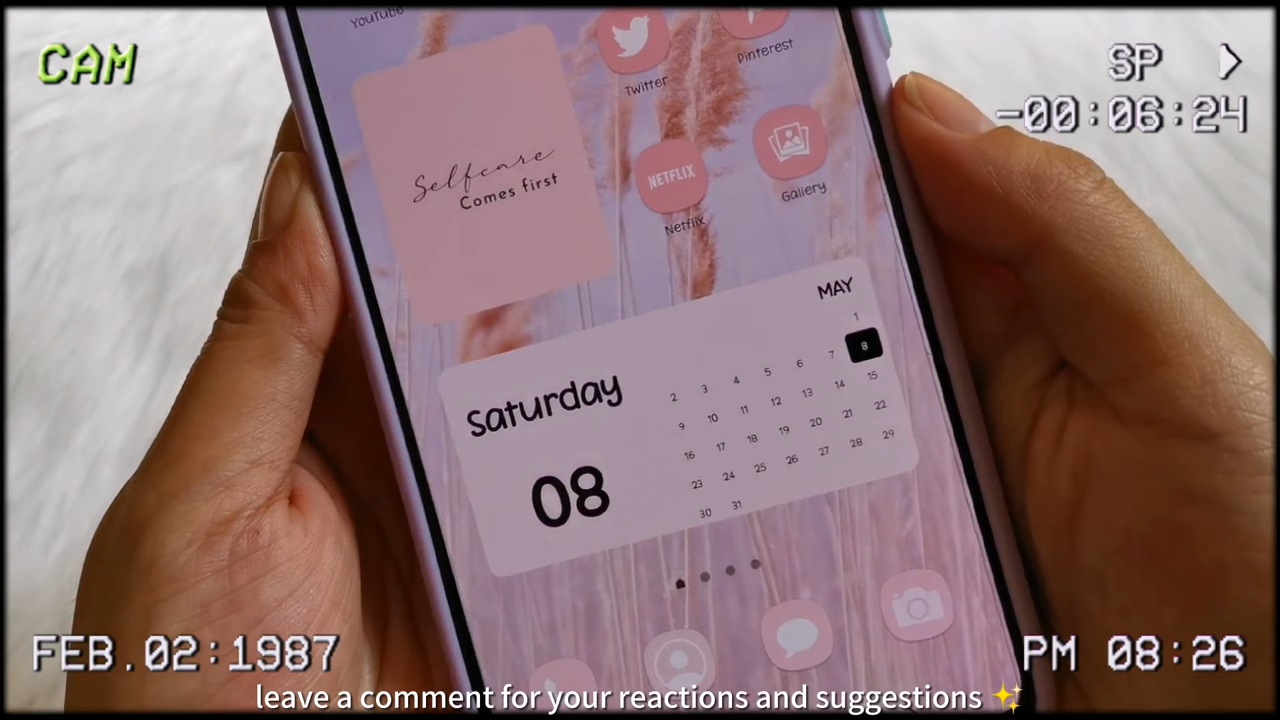 CAM
SP
-00:06:24
YouTube
Twitter
pinterest
Selfcare
Comes first
NETFLIX
Netflix
Gallery
MAY
saturday
08
1
2 3 4 5 6 7 8
9 10 11 12 13 14 15
16 17 18 19 20 21 22
23 24 25 26 27 28 29
30 31
FEB.02:1987
PM 08:26
leave a comment for your reactions and suggestions ✨